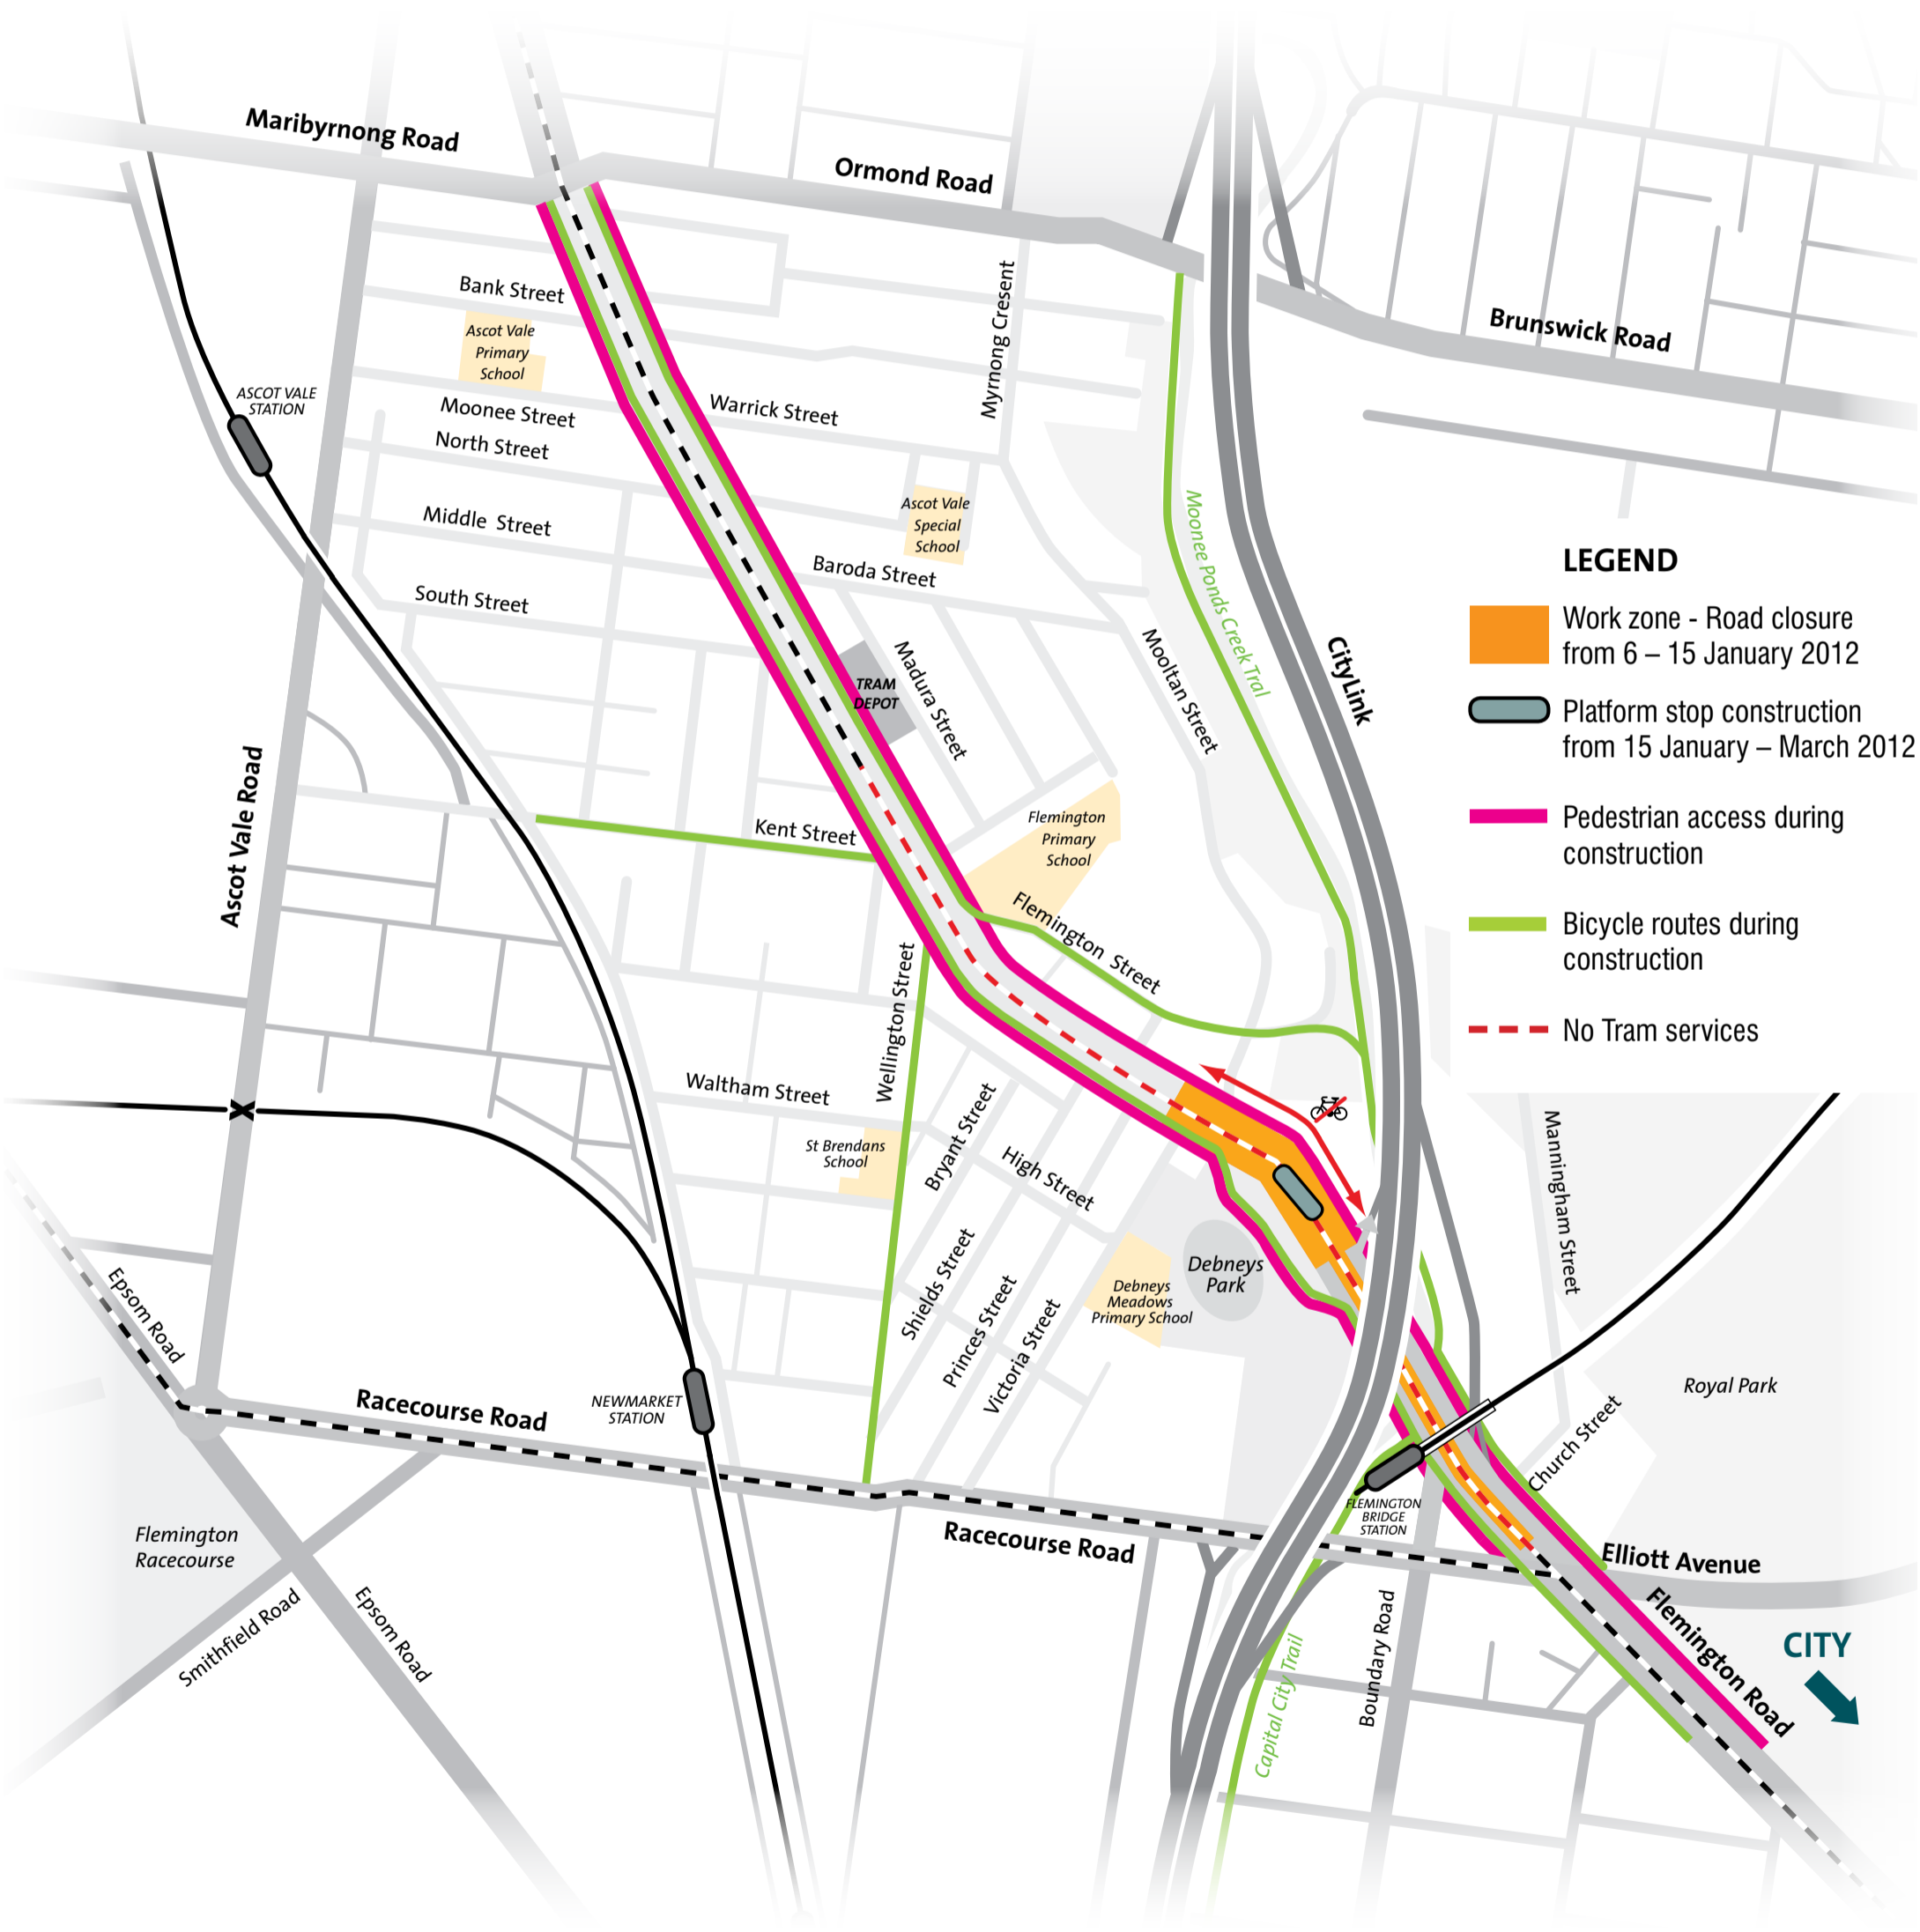 Maribyrnong Road
Ormond Road
Brunswick Road
Bank Street
Ascot Vale
Primary
School
Myrnong Cresent
ASCOT VALE
STATION
Moonee Street
Warrick Street
North Street
Ascot Vale
Special
School
Middle Street
Moonee Ponds Creek Tral
Baroda Street
South Street
Madura Street
Mooltan Street
CityLink
TRAM
DEPOT
LEGEND
Work zone - Road closure
from 6 – 15 January 2012
Platform stop construction
from 15 January – March 2012
Pedestrian access during
construction
Bicycle routes during
construction
No Tram services
Ascot Vale Road
Kent Street
Flemington
Primary
School
Flemington Street
Wellington Street
Waltham Street
St Brendans
School
Bryant Street
High Street
Manningham Street
Debneys
Park
Debneys
Meadows
Primary School
Shields Street
Princes Street
Victoria Street
Epsom Road
Racecourse Road
NEWMARKET
STATION
Royal Park
Church Street
FLEMINGTON
BRIDGE
STATION
Racecourse Road
Elliott Avenue
Flemington
Racecourse
Smithfield Road
Epsom Road
Boundary Road
Capital City Trail
Flemington Road
CITY